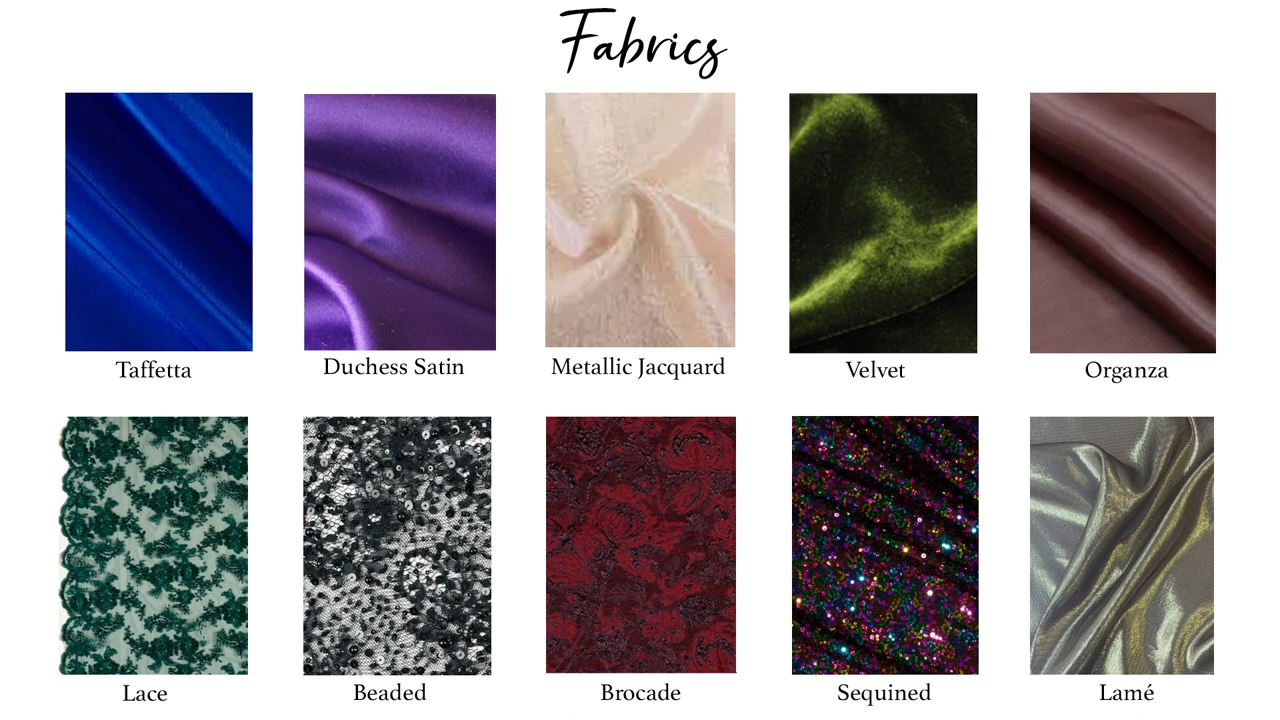 Fabrics
Taffetta
Duchess Satin
Metallic Jacquard
Velvet
Organza
Lace
Beaded
Brocade
Sequined
Lamé